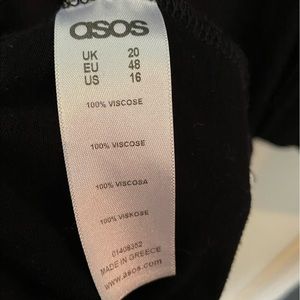 asos
UK 20
EU 48
US 16
100% VISCOSE
100% VISCOSE
100% VISCOSA
100% VISKOSE
01409352
MADE IN GREECE
www.asos.com